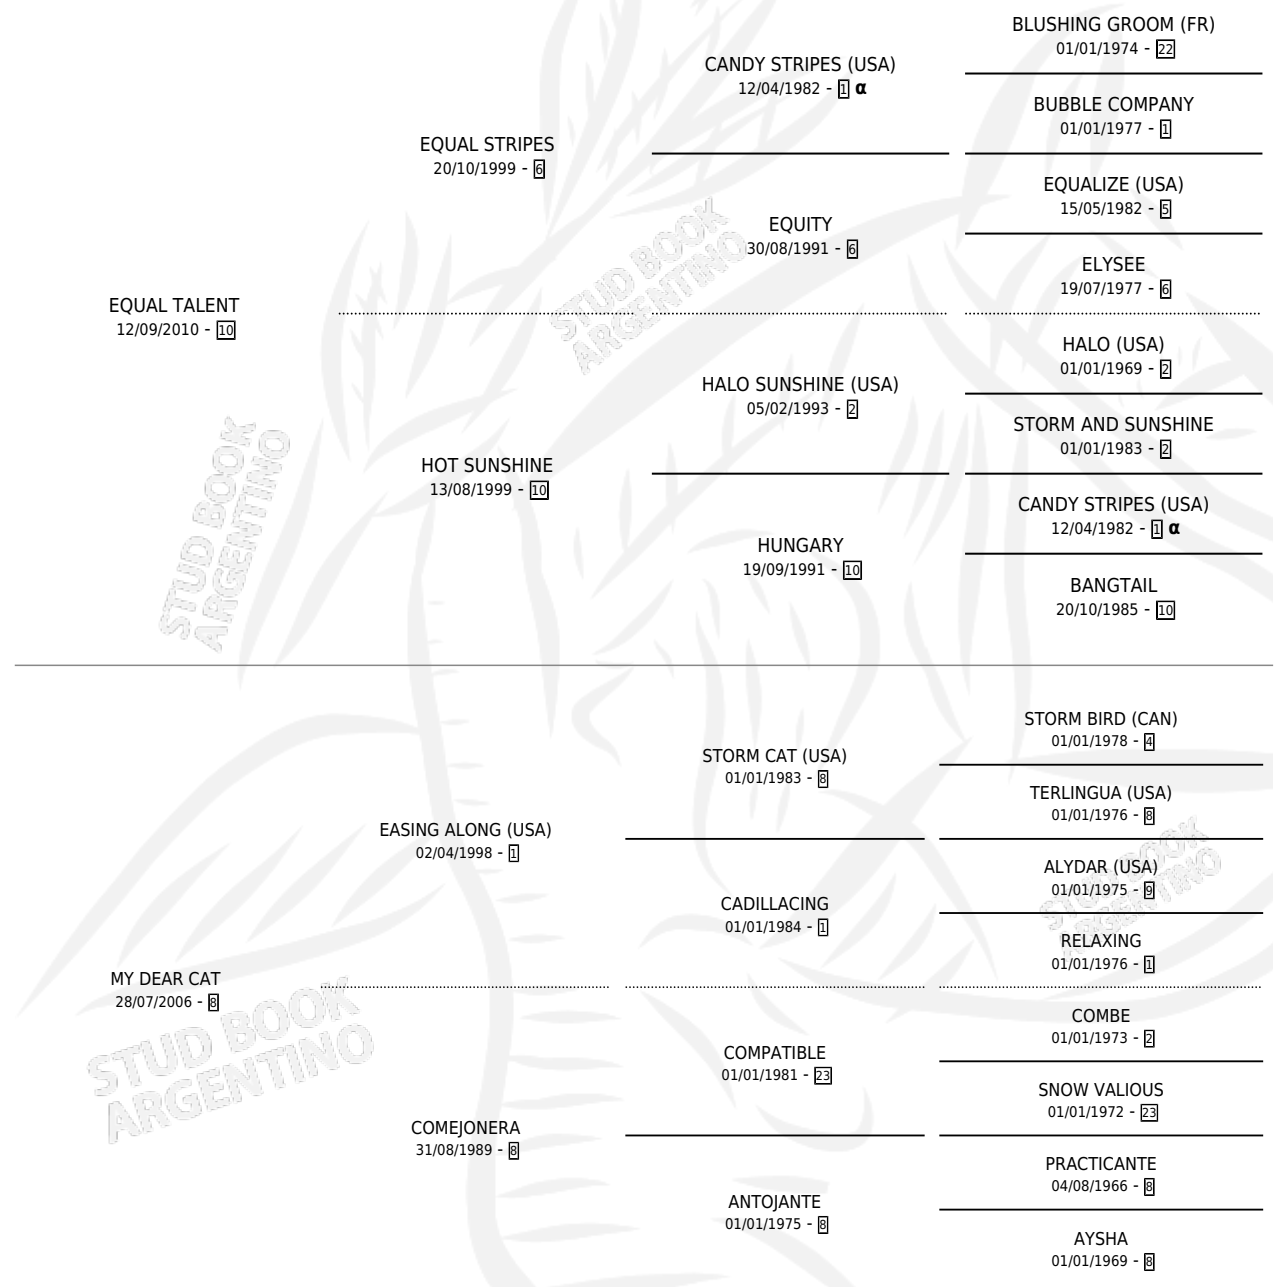 BLUSHING GROOM (FR)
01/01/1974 - 22
CANDY STRIPES (USA)
12/04/1982 - 1 α
BUBBLE COMPANY
01/01/1977 - 1
EQUAL STRIPES
20/10/1999 - 6
EQUALIZE (USA)
15/05/1982 - 5
EQUITY
30/08/1991 - 6
ELYSEE
19/07/1977 - 6
EQUAL TALENT
12/09/2010 - 10
HALO (USA)
01/01/1969 - 2
HALO SUNSHINE (USA)
05/02/1993 - 2
STORM AND SUNSHINE
01/01/1983 - 2
HOT SUNSHINE
13/08/1999 - 10
CANDY STRIPES (USA)
12/04/1982 - 1 α
HUNGARY
19/09/1991 - 10
BANGTAIL
20/10/1985 - 10
STUD BOOK
ARGENTINO
STUD BOOK
ARGENTINO
STORM BIRD (CAN)
01/01/1978 - 4
STORM CAT (USA)
01/01/1983 - 8
TERLINGUA (USA)
01/01/1976 - 8
EASING ALONG (USA)
02/04/1998 - 1
ALYDAR (USA)
01/01/1975 - 9
CADILLACING
01/01/1984 - 1
RELAXING
01/01/1976 - 1
MY DEAR CAT
28/07/2006 - 8
COMBE
01/01/1973 - 2
COMPATIBLE
01/01/1981 - 23
SNOW VALIOUS
01/01/1972 - 23
COMEJONERA
31/08/1989 - 8
PRACTICANTE
04/08/1966 - 8
ANTOJANTE
01/01/1975 - 8
AYSHA
01/01/1969 - 8
STUD BOOK
ARGENTINO
STUD BOOK
ARGENTINO